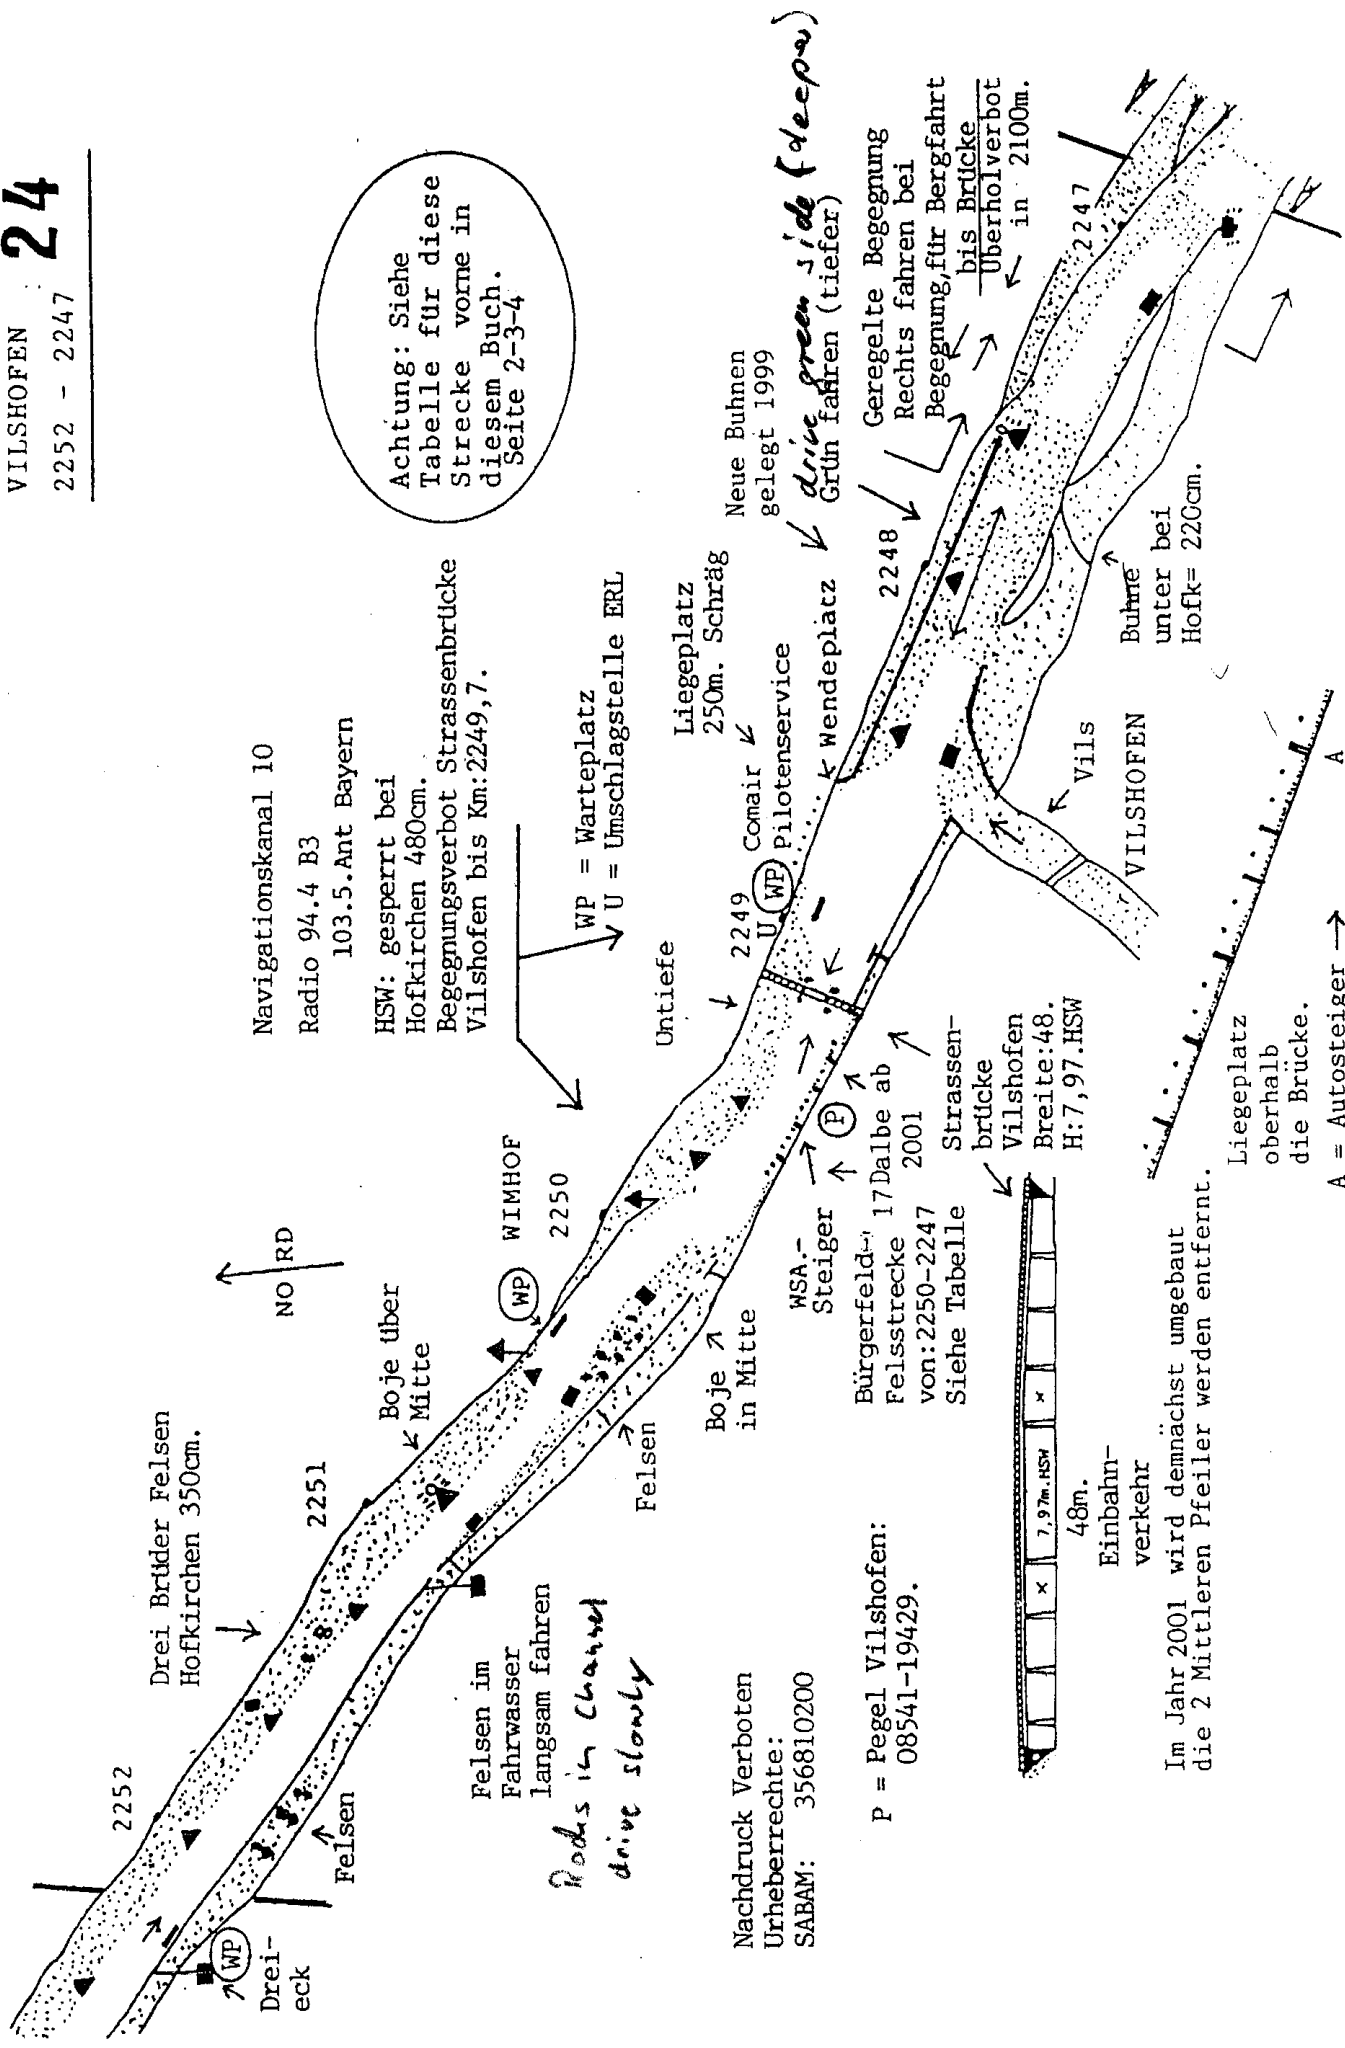 VILSHOFEN 24
2252 - 2247
Achtung: Siehe
Tabelle für diese
Strecke vorne in
diesem Buch.
Seite 2-3-4
Navigationskanal 10
Radio 94.4 B3
103.5.Ant Bayern
HSW: gesperrt bei
Hofkirchen 480cm.
Begegnungsverbot Strassenbrücke
Vilshofen bis Km:2249,7.
WP = Warteplatz
U = Umschlagstelle ERL
NORD
Drei Brüder Felsen
Hofkirchen 350cm.
2252
2251
Boje über
Mitte
WP
WIMHOF
2250
Untiefe
2249
U
WP
Comair
Pilotenservice
Liegeplatz
250m. Schräg
Wendeplatz
Neue Buhnen
gelegt 1999
drive green side (deeper)
Grün fahren (tiefer)
2248
Geregelte Begegnung
Rechts fahren bei
Begegnung,für Bergfahrt
bis Brücke
Überholverbot
in 2100m.
2247
WP
Drei-
eck
Felsen
Felsen im
Fahrwasser
langsam fahren
Rocks in Channel
drive slowly
Felsen
Boje
in Mitte
WSA.-
Steiger
P
Bürgerfeld-
Felsstrecke
von:2250-2247
Siehe Tabelle
17 Dalbe ab
2001
Strassen-
brücke
Vilshofen
Breite:48.
H:7,97.HSW
Vils
VILSHOFEN
Buhne
unter bei
Hofk= 220cm.
Nachdruck Verboten
Urheberrechte:
SABAM: 356810200
P = Pegel Vilshofen:
08541-19429.
x 7,97m.HSW x
48m.
Einbahn-
verkehr
Im Jahr 2001 wird demnächst umgebaut
die 2 Mittleren Pfeiler werden entfernt.
Liegeplatz
oberhalb
die Brücke.
A
A = Autosteiger